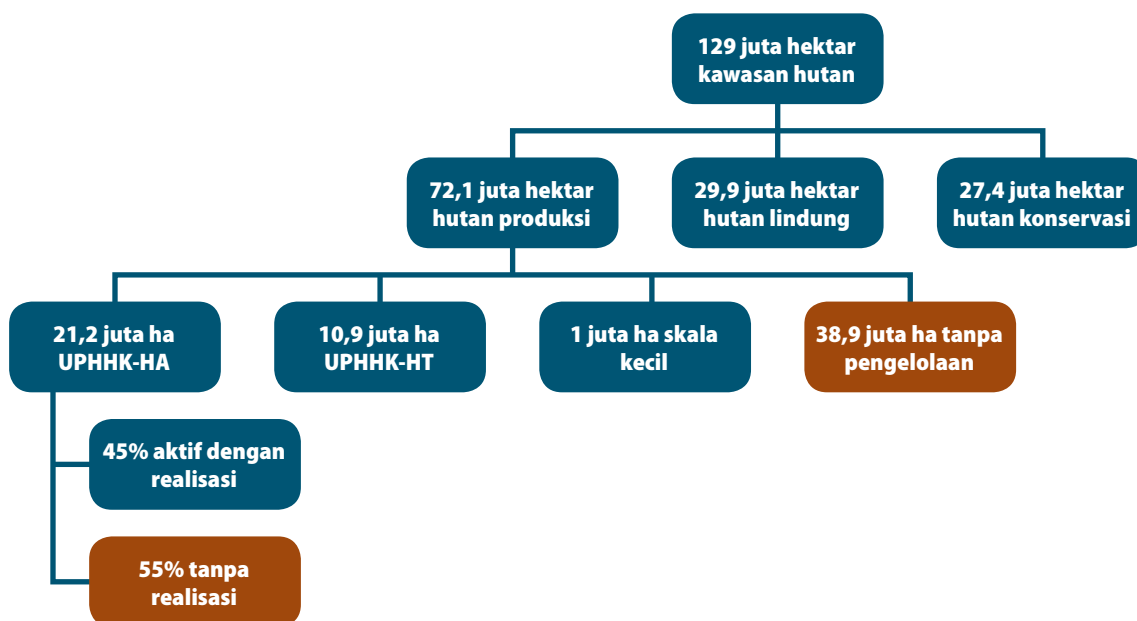 129 juta hektar
kawasan hutan
72,1 juta hektar
hutan produksi
29,9 juta hektar
hutan lindung
27,4 juta hektar
hutan konservasi
21,2 juta ha
UPHHK-HA
10,9 juta ha
UPHHK-HT
1 juta ha skala
kecil
38,9 juta ha tanpa
pengelolaan
45% aktif dengan
realisasi
55% tanpa
realisasi